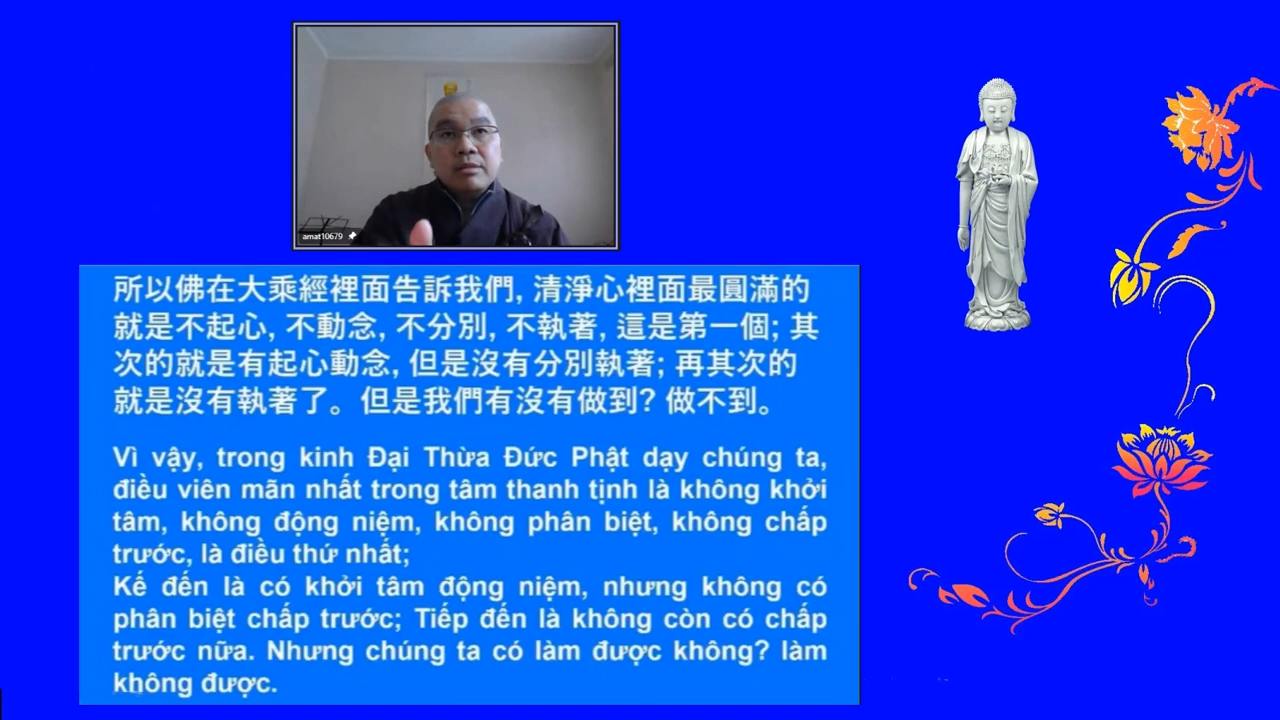 amat10679
所以佛在大乘經裡面告訴我們, 清淨心裡面最圓滿的
就是不起心, 不動念, 不分別, 不執著, 這是第一個; 其
次的就是有起心動念, 但是沒有分別執著; 再其次的
就是沒有執著了。但是我們有沒有做到? 做不到。
Vì vậy, trong kinh Đại Thừa Đức Phật dạy chúng ta,
điều viên mãn nhất trong tâm thanh tịnh là không khởi
tâm, không động niệm, không phân biệt, không chấp
trước, là điều thứ nhất;
Kế đến là có khởi tâm động niệm, nhưng không có
phân biệt chấp trước; Tiếp đến là không còn có chấp
trước nữa. Nhưng chúng ta có làm được không? làm
không được.